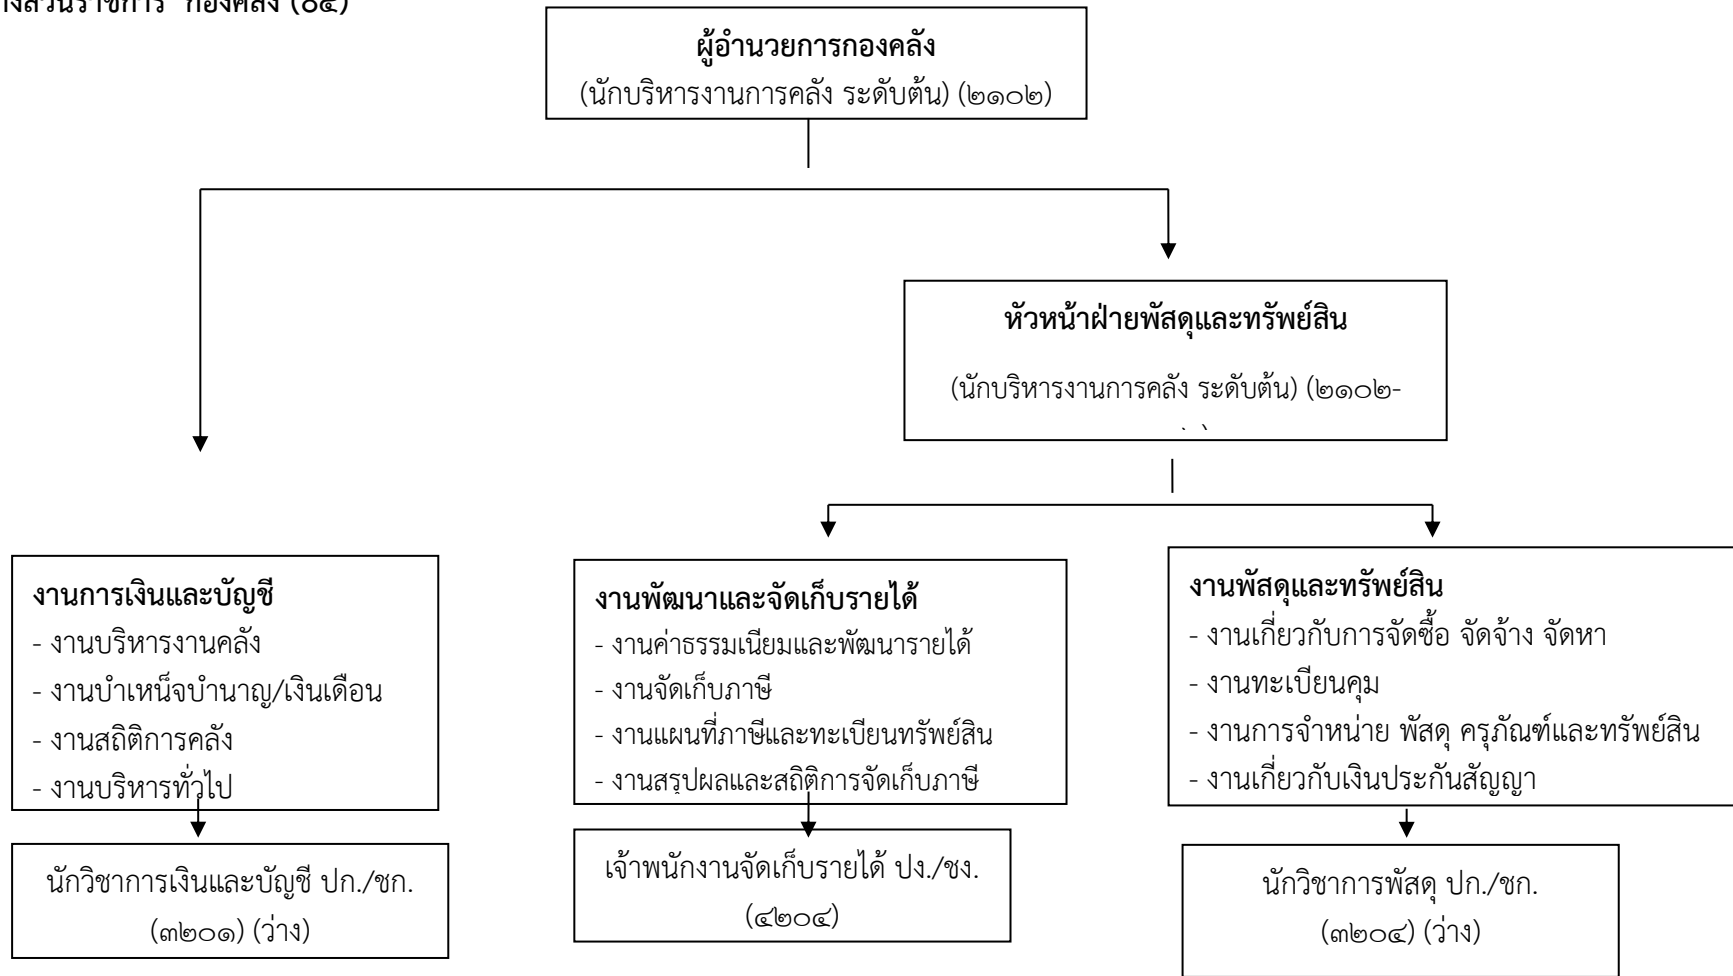 กองคลัง (๐๔)
ผู้อำนวยการกองคลัง
(นักบริหารงานการคลัง ระดับต้น) (๒๑๐๒)
หัวหน้าฝ่ายพัสดุและทรัพย์สิน
(นักบริหารงานการคลัง ระดับต้น) (๒๑๐๒-
งานการเงินและบัญชี
- งานบริหารงานคลัง
- งานบำเหน็จบำนาญ/เงินเดือน
- งานสถิติการคลัง
- งานบริหารทั่วไป
งานพัฒนาและจัดเก็บรายได้
- งานค่าธรรมเนียมและพัฒนารายได้
- งานจัดเก็บภาษี
- งานแผนที่ภาษีและทะเบียนทรัพย์สิน
- งานสรุปผลและสถิติการจัดเก็บภาษี
งานพัสดุและทรัพย์สิน
- งานเกี่ยวกับการจัดซื้อ จัดจ้าง จัดหา
- งานทะเบียนคุม
- งานการจำหน่าย พัสดุ ครุภัณฑ์และทรัพย์สิน
- งานเกี่ยวกับเงินประกันสัญญา
นักวิชาการเงินและบัญชี ปก./ชก.
(๓๒๐๑) (ว่าง)
เจ้าพนักงานจัดเก็บรายได้ ปง./ชง.
(๔๒๐๔)
นักวิชาการพัสดุ ปก./ชก.
(๓๒๐๔) (ว่าง)